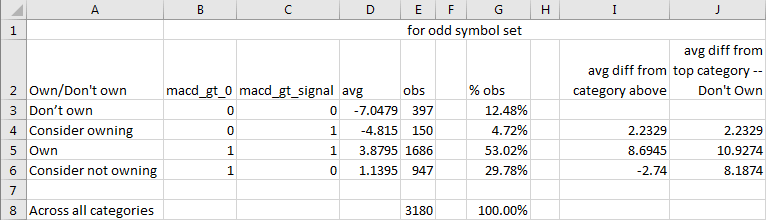 A B C D E F G H I J
1 for odd symbol set
avg diff from
avg diff from top category --
2 Own/Don't own macd_gt_0 macd_gt_signal avg obs % obs category above Don't Own
3 Don't own 0 0 -7.0479 397 12.48%
4 Consider owning 0 1 -4.815 150 4.72% 2.2329 2.2329
5 Own 1 1 3.8795 1686 53.02% 8.6945 10.9274
6 Consider not owning 1 0 1.1395 947 29.78% -2.74 8.1874
7
8 Across all categories 3180 100.00%